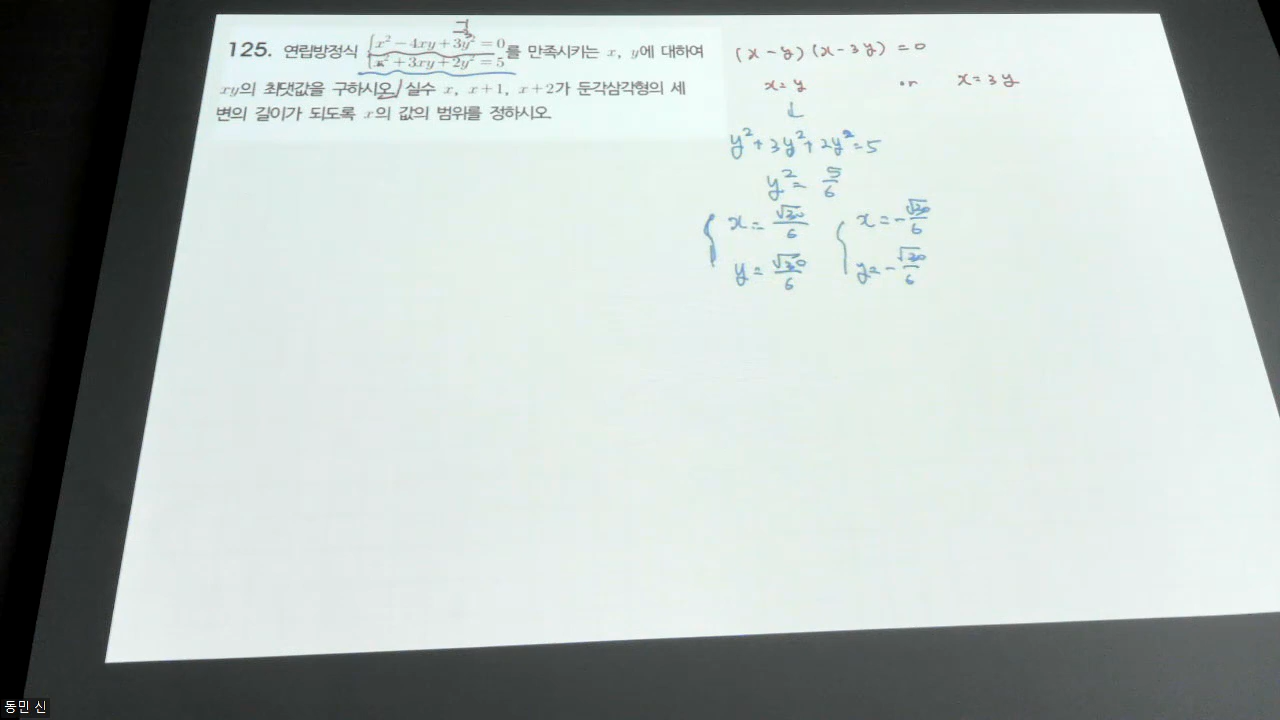 125. 연립방정식 { x² − 4xy + 3y² = 0
x² + 3xy + 2y² = 5 를 만족시키는 x, y에 대하여
xy의 최댓값을 구하시오. 실수 x, x+1, x+2가 둔각삼각형의 세
변의 길이가 되도록 x의 값의 범위를 정하시오.
(x − y)(x − 3y) = 0
x = y or x = 3y
↓
y² + 3y² + 2y² = 5
y² = 5/6
{ x = √30/6 { x = −√30/6
y = √30/6 y = −√30/6
동민 신